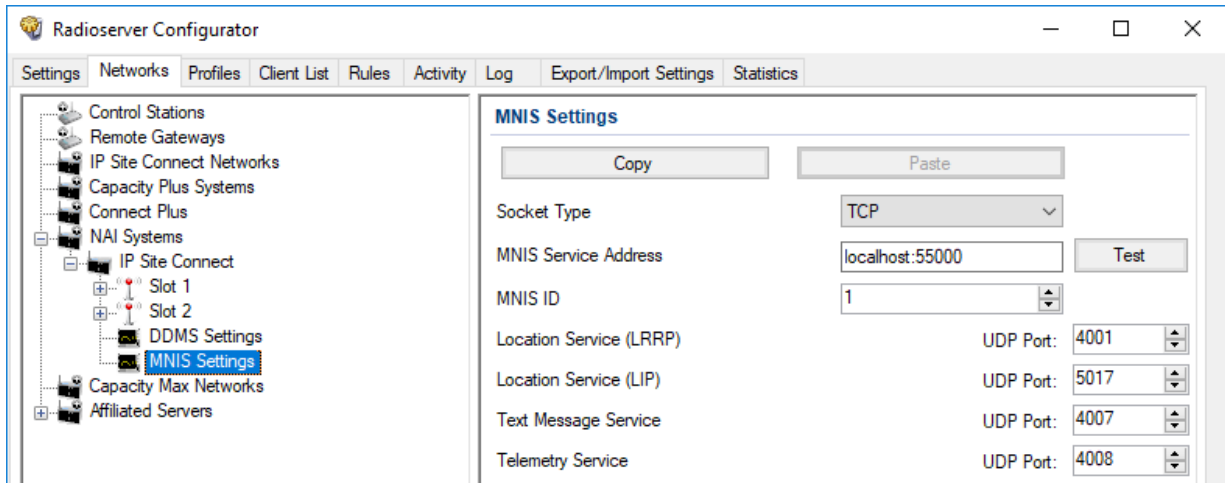 Radioserver Configurator
Settings Networks Profiles Client List Rules Activity Log Export/Import Settings Statistics
Control Stations
Remote Gateways
IP Site Connect Networks
Capacity Plus Systems
Connect Plus
NAI Systems
IP Site Connect
Slot 1
Slot 2
DDMS Settings
MNIS Settings
Capacity Max Networks
Affiliated Servers
MNIS Settings
Copy Paste
Socket Type TCP
MNIS Service Address localhost:55000 Test
MNIS ID 1
Location Service (LRRP) UDP Port: 4001
Location Service (LIP) UDP Port: 5017
Text Message Service UDP Port: 4007
Telemetry Service UDP Port: 4008